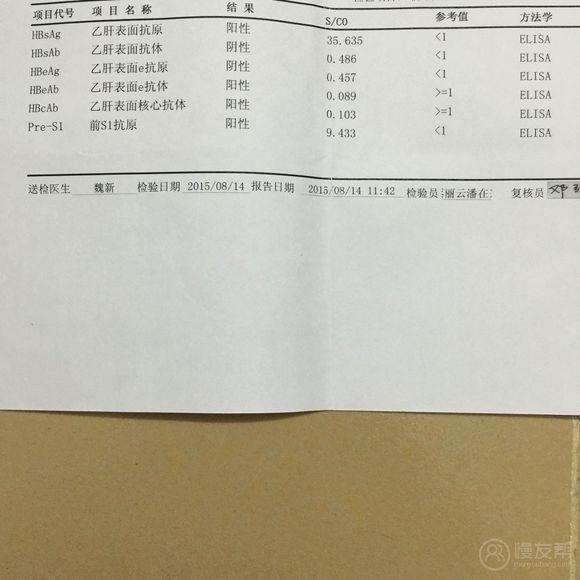 项目代号 项 目 名 称 结 果 S/CO 参考值 方法学
HBsAg 乙肝表面抗原 阳性 35.635 <1 ELISA
HBsAb 乙肝表面抗体 阴性 0.486 <1 ELISA
HBeAg 乙肝表面e抗原 阴性 0.457 <1 ELISA
HBeAb 乙肝表面e抗体 阳性 0.089 >=1 ELISA
HBcAb 乙肝表面核心抗体 阳性 0.103 >=1 ELISA
Pre-S1 前S1抗原 阳性 9.433 <1 ELISA
送检医生 魏新 检验日期 2015/08/14 报告日期 2015/08/14 11:42 检验员 丽云潘在 复核员 邓
慢友帮
manyoubang.com